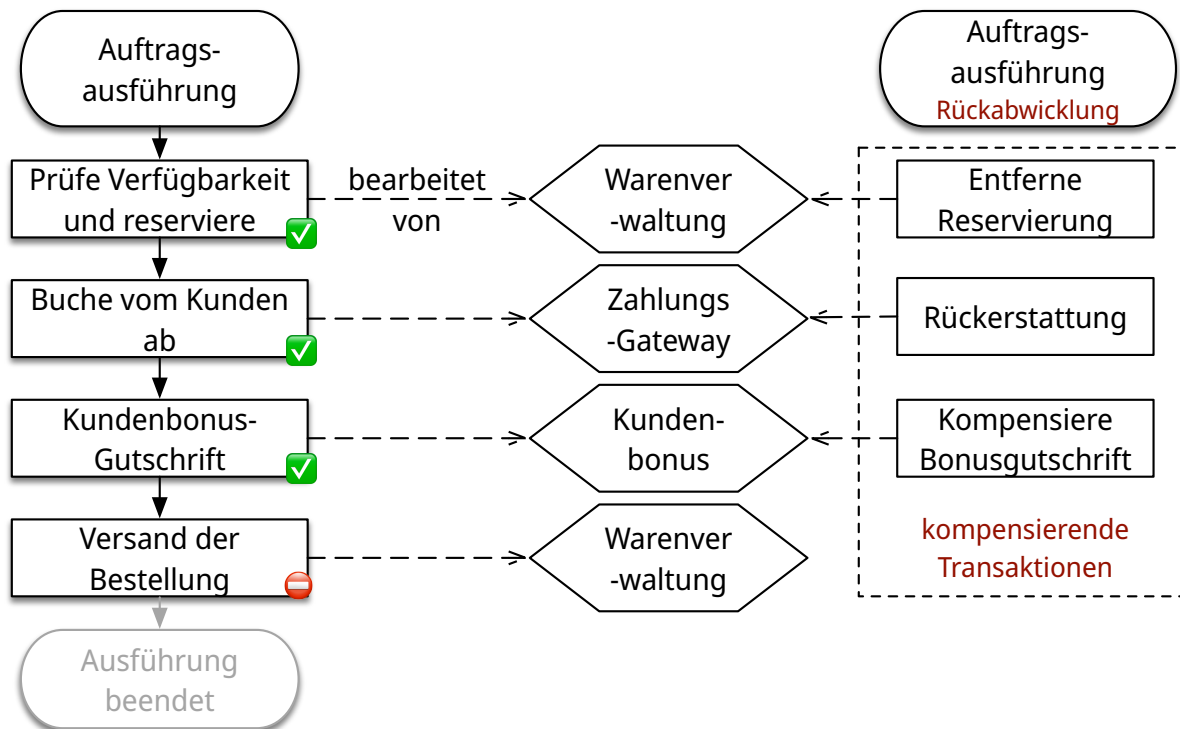 Auftrags-
ausführung
Auftrags-
ausführung
Rückabwicklung
Prüfe Verfügbarkeit
und reserviere
bearbeitet
von
Warenver
-waltung
Entferne
Reservierung
Buche vom Kunden
ab
Zahlungs
-Gateway
Rückerstattung
Kundenbonus-
Gutschrift
Kunden-
bonus
Kompensiere
Bonusgutschrift
Versand der
Bestellung
Warenver
-waltung
kompensierende
Transaktionen
Ausführung
beendet